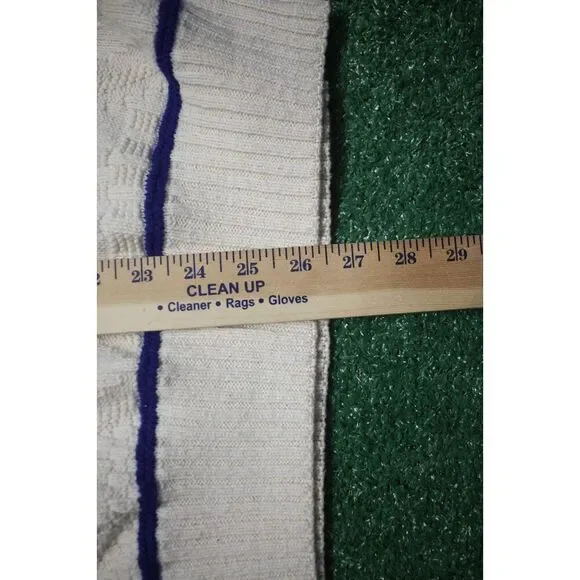 2 23 24 25 26 27 28 29
CLEAN UP
• Cleaner • Rags • Gloves